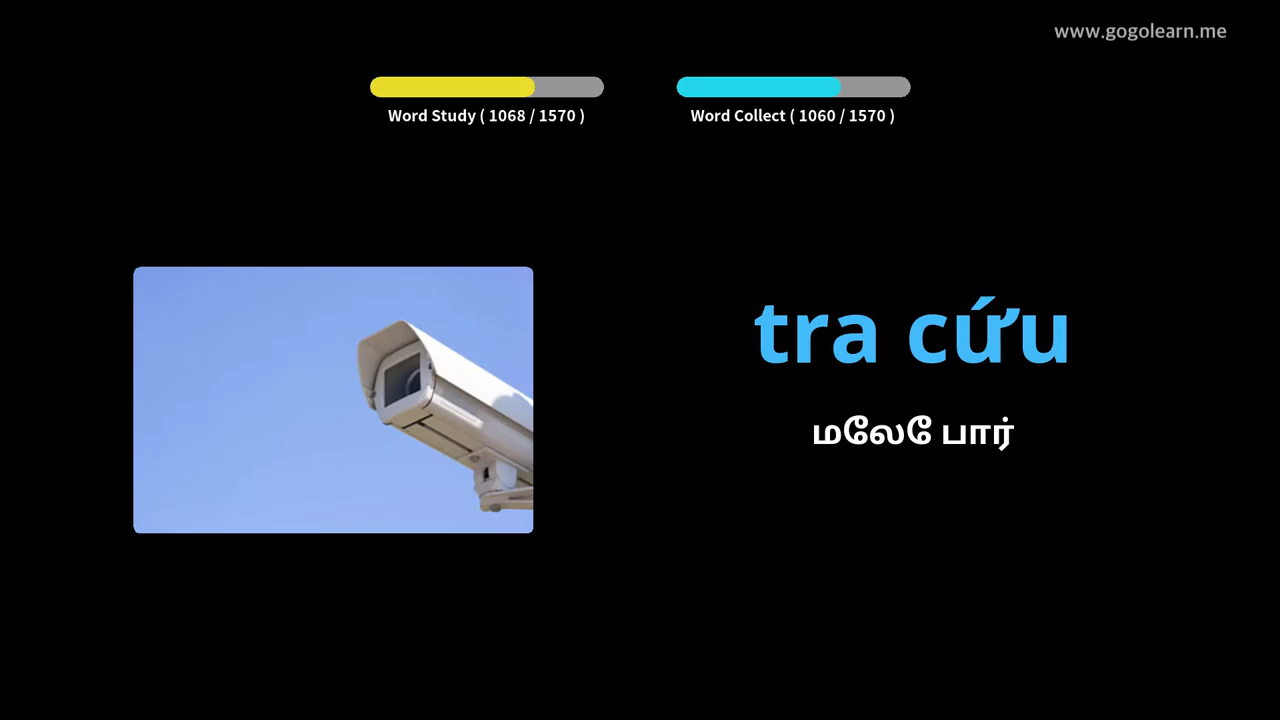 www.gogolearn.me
Word Study ( 1068 / 1570 )
Word Collect ( 1060 / 1570 )
tra cứu
மலேே பார்